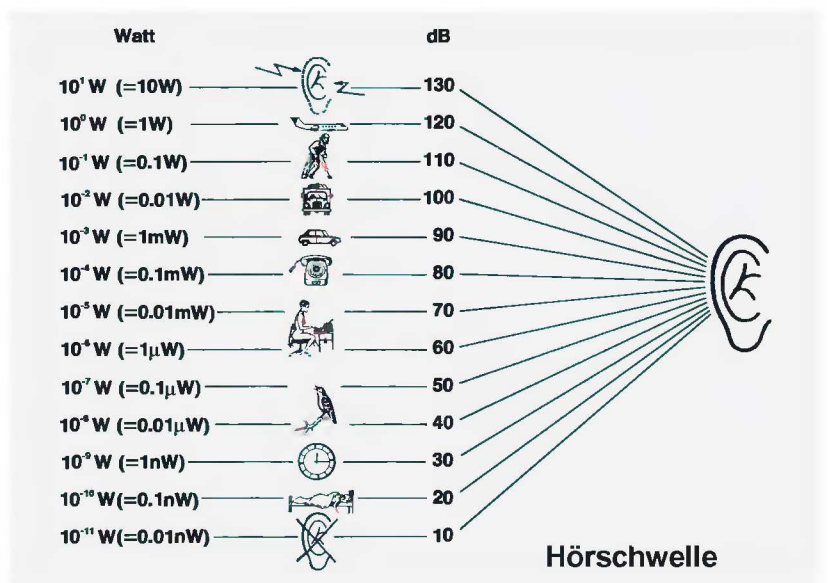 Watt dB
10¹ W (=10W) 130
10⁰ W (=1W) 120
10⁻¹ W (=0.1W) 110
10⁻² W (=0.01W) 100
10⁻³ W (=1mW) 90
10⁻⁴ W (=0.1mW) 80
10⁻⁵ W (=0.01mW) 70
10⁻⁶ W (=1µW) 60
10⁻⁷ W (=0.1µW) 50
10⁻⁸ W (=0.01µW) 40
10⁻⁹ W (=1nW) 30
10⁻¹⁰ W(=0.1nW) 20
10⁻¹¹ W(=0.01nW) 10
Hörschwelle